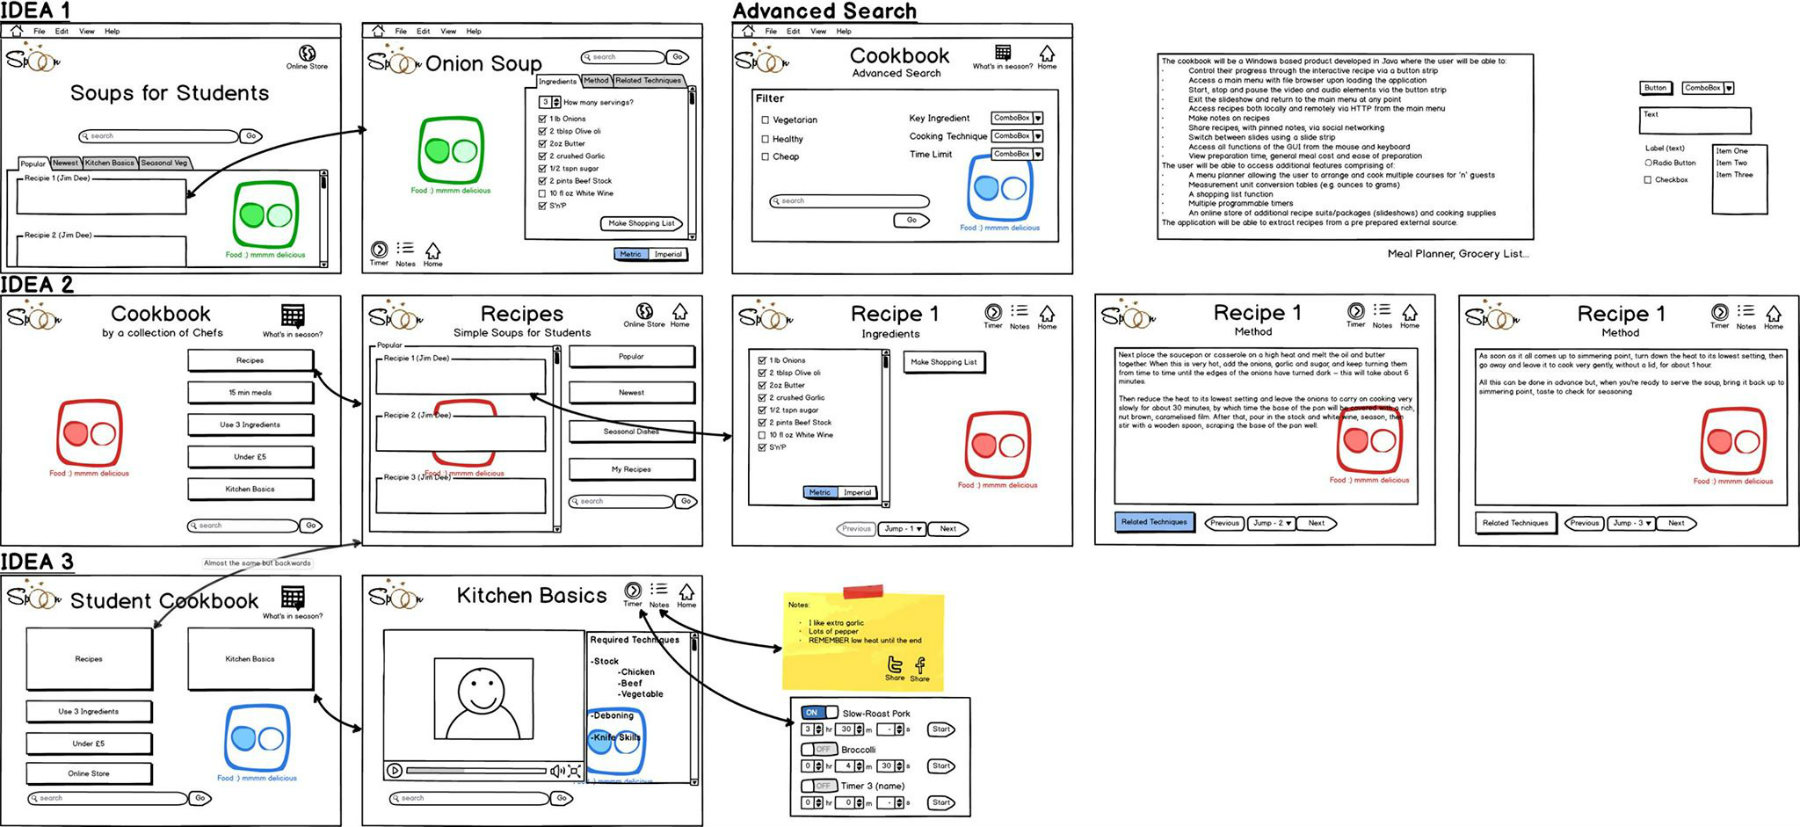 IDEA 1
File Edit View Help
Spoon
Online Store
Soups for Students
search
Go
Popular Newest Kitchen Basics Seasonal Veg
Recipie 1 (Jim Dee)
Recipie 2 (Jim Dee)
Food :) mmmm delicious
File Edit View Help
Spoon
Onion Soup
search
Go
Ingredients Method Related Techniques
3 How many servings?
1 lb Onions
2 tblsp Olive oli
2oz Butter
2 crushed Garlic
1/2 tspn sugar
2 pints Beef Stock
10 fl oz White Wine
S'n'P
Make Shopping List
Food :) mmmm delicious
Timer Notes Home
Metric Imperial
Advanced Search
File Edit View Help
Spoon
Cookbook
Advanced Search
What's in season? Home
Filter
Vegetarian
Healthy
Cheap
Key Ingredient ComboBox
Cooking Technique ComboBox
Time Limit ComboBox
search
Go
Food :) mmmm delicious
The cookbook will be a Windows based product developed in Java where the user will be able to:
· Control their progress through the interactive recipe via a button strip
· Access a main menu with file browser upon loading the application
· Start, stop and pause the video and audio elements via the button strip
· Exit the slideshow and return to the main menu at any point
· Access recipes both locally and remotely via HTTP from the main menu
· Make notes on recipes
· Share recipes, with pinned notes, via social networking
· Switch between slides using a slide strip
· Access all functions of the GUI from the mouse and keyboard
· View preparation time, general meal cost and ease of preparation
The user will be able to access additional features comprising of:
· A menu planner allowing the user to arrange and cook multiple courses for 'n' guests
· Measurement unit conversion tables (e.g. ounces to grams)
· A shopping list function
· Multiple programmable timers
· An online store of additional recipe suits/packages (slideshows) and cooking supplies
The application will be able to extract recipes from a pre prepared external source.
Meal Planner, Grocery List...
Button ComboBox
Text
Label (text)
Radio Button
Checkbox
Item One
Item Two
Item Three
IDEA 2
Spoon
Cookbook
by a collection of Chefs
What's in season?
Recipes
15 min meals
Use 3 Ingredients
Under £5
Kitchen Basics
search
Go
Food :) mmmm delicious
Spoon
Recipes
Simple Soups for Students
Online Store Home
Popular
Recipie 1 (Jim Dee)
Recipie 2 (Jim Dee)
Recipie 3 (Jim Dee)
Food :) mmmm delicious
Popular
Newest
Seasonal Dishes
My Recipes
search
Go
Spoon
Recipe 1
Ingredients
Timer Notes Home
1 lb Onions
2 tblsp Olive oli
2oz Butter
2 crushed Garlic
1/2 tspn sugar
2 pints Beef Stock
10 fl oz White Wine
S'n'P
Metric Imperial
Make Shopping List
Food :) mmmm delicious
Previous Jump - 1 Next
Spoon
Recipe 1
Method
Timer Notes Home
Next place the saucepan or casserole on a high heat and melt the oil and butter
together. When this is very hot, add the onions, garlic and sugar, and keep turning them
from time to time until the edges of the onions have turned dark – this will take about 6
minutes.
Then reduce the heat to its lowest setting and leave the onions to carry on cooking very
slowly for about 30 minutes, by which time the base of the pan will be covered with a rich,
nut brown, caramelised film. After that, pour in the stock and white wine, season, then
stir with a wooden spoon, scraping the base of the pan well.
Food :) mmmm delicious
Related Techniques Previous Jump - 2 Next
Spoon
Recipe 1
Method
Timer Notes Home
As soon as it all comes up to simmering point, turn down the heat to its lowest setting, then
go away and leave it to cook very gently, without a lid, for about 1 hour.
All this can be done in advance but, when you're ready to serve the soup, bring it back up to
simmering point, taste to check for seasoning
Food :) mmmm delicious
Related Techniques Previous Jump - 3 Next
IDEA 3
Almost the same but backwards
Spoon
Student Cookbook
What's in season?
Recipes
Kitchen Basics
Use 3 Ingredients
Under £5
Online Store
search
Go
Food :) mmmm delicious
Spoon
Kitchen Basics
Timer Notes Home
Required Techniques
-Stock
-Chicken
-Beef
-Vegetable
-Deboning
-Knife Skills
delicious
search
Go
Notes:
· I like extra garlic
· Lots of pepper
· REMEMBER low heat until the end
Share Share
ON Slow-Roast Pork
3 hr 30 m - s Start
OFF Broccolli
0 hr 4 m 30 s Start
OFF Timer 3 (name)
0 hr 0 m - s Start